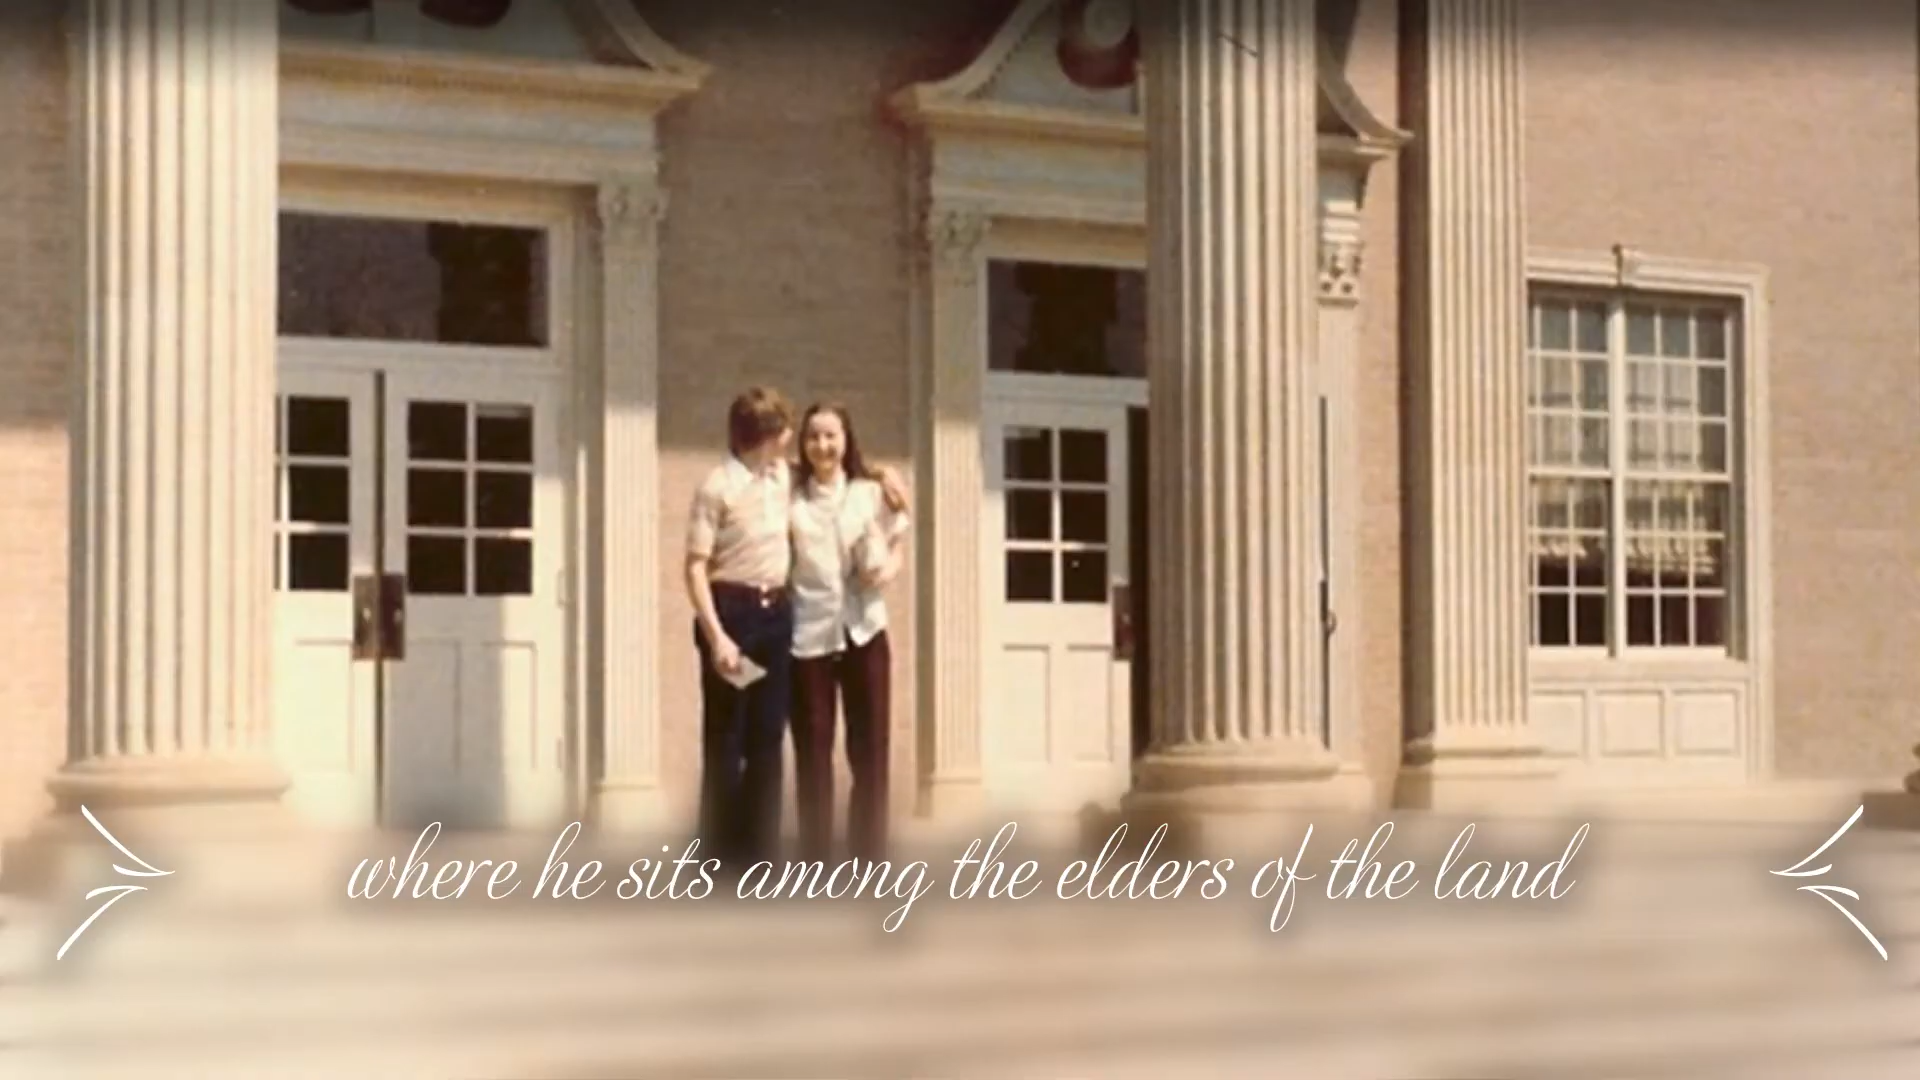 where he sits among the elders of the land